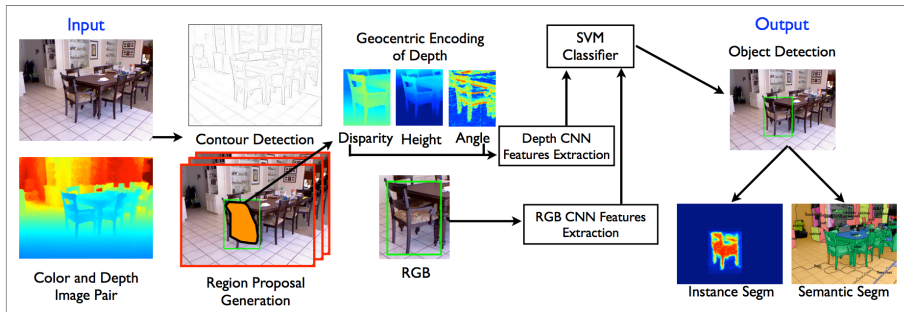 Input
Color and Depth
Image Pair
Contour Detection
Region Proposal
Generation
Geocentric Encoding
of Depth
Disparity
Height
Angle
RGB
Depth CNN
Features Extraction
RGB CNN Features
Extraction
SVM
Classifier
Output
Object Detection
Instance Segm
Semantic Segm